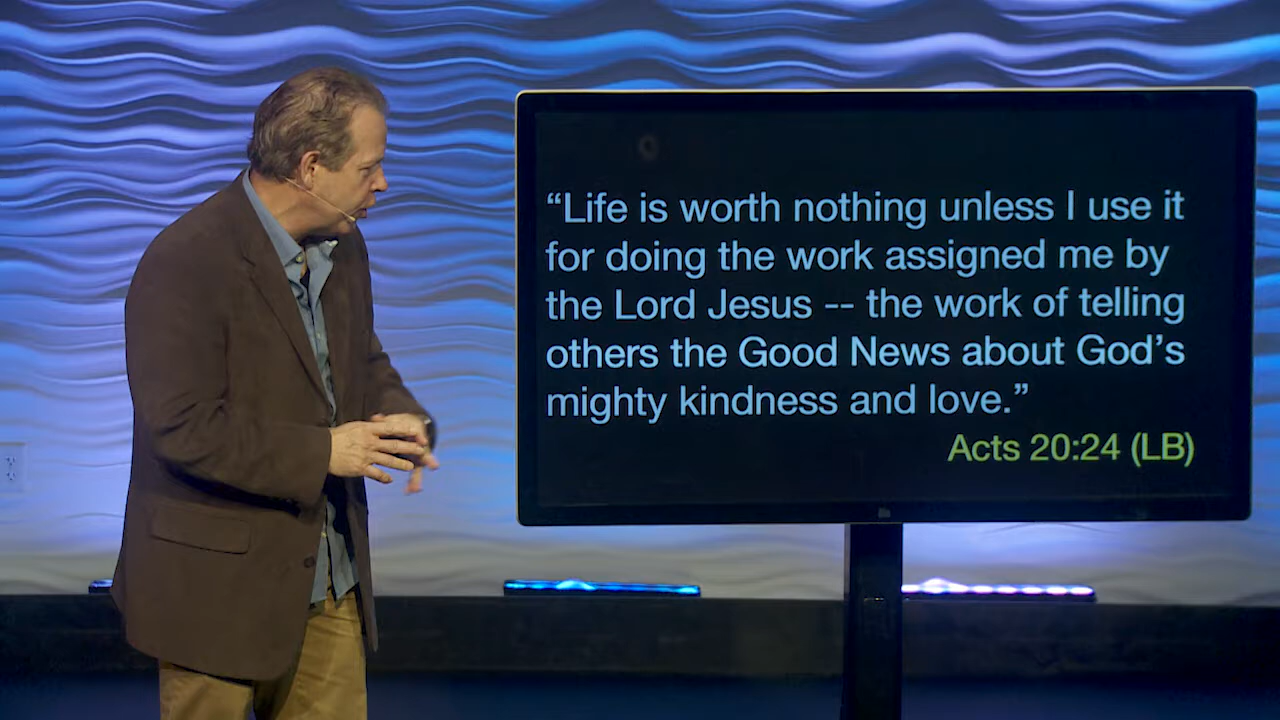 “Life is worth nothing unless I use it
for doing the work assigned me by
the Lord Jesus -- the work of telling
others the Good News about God’s
mighty kindness and love.”
Acts 20:24 (LB)